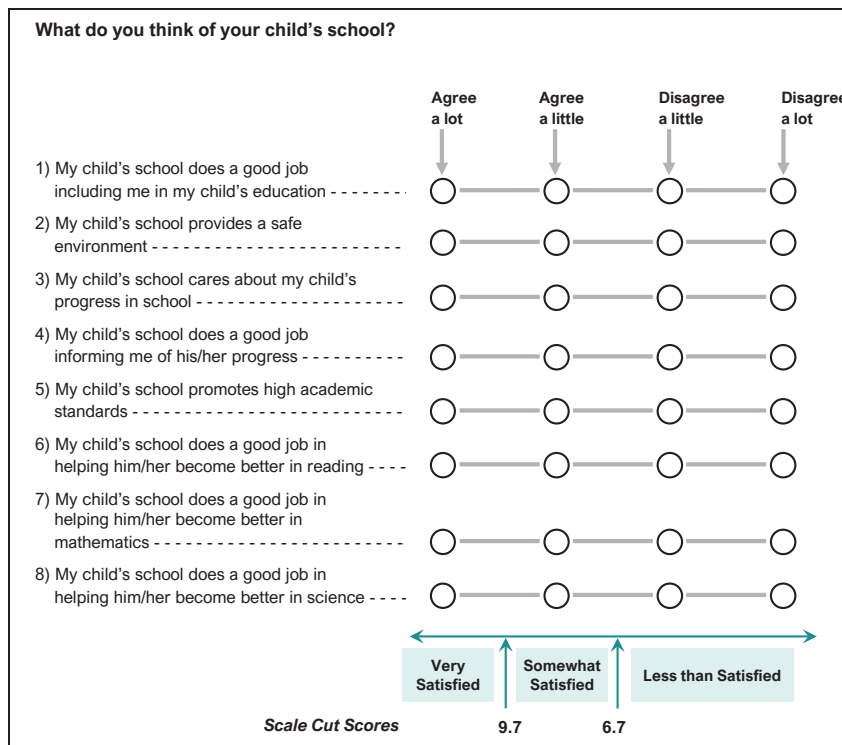 What do you think of your child’s school?
Agree a lot
Agree a little
Disagree a little
Disagree a lot
1) My child’s school does a good job
including me in my child’s education - - - - - - - -
2) My child’s school provides a safe
environment - - - - - - - - - - - - - - - - - - - - - - - - - -
3) My child’s school cares about my child’s
progress in school - - - - - - - - - - - - - - - - - - - - -
4) My child’s school does a good job
informing me of his/her progress - - - - - - - - - - -
5) My child’s school promotes high academic
standards - - - - - - - - - - - - - - - - - - - - - - - - - - - -
6) My child’s school does a good job in
helping him/her become better in reading - - - -
7) My child’s school does a good job in
helping him/her become better in
mathematics - - - - - - - - - - - - - - - - - - - - - - - - - -
8) My child’s school does a good job in
helping him/her become better in science - - - -
Very Satisfied
Somewhat Satisfied
Less than Satisfied
Scale Cut Scores 9.7 6.7